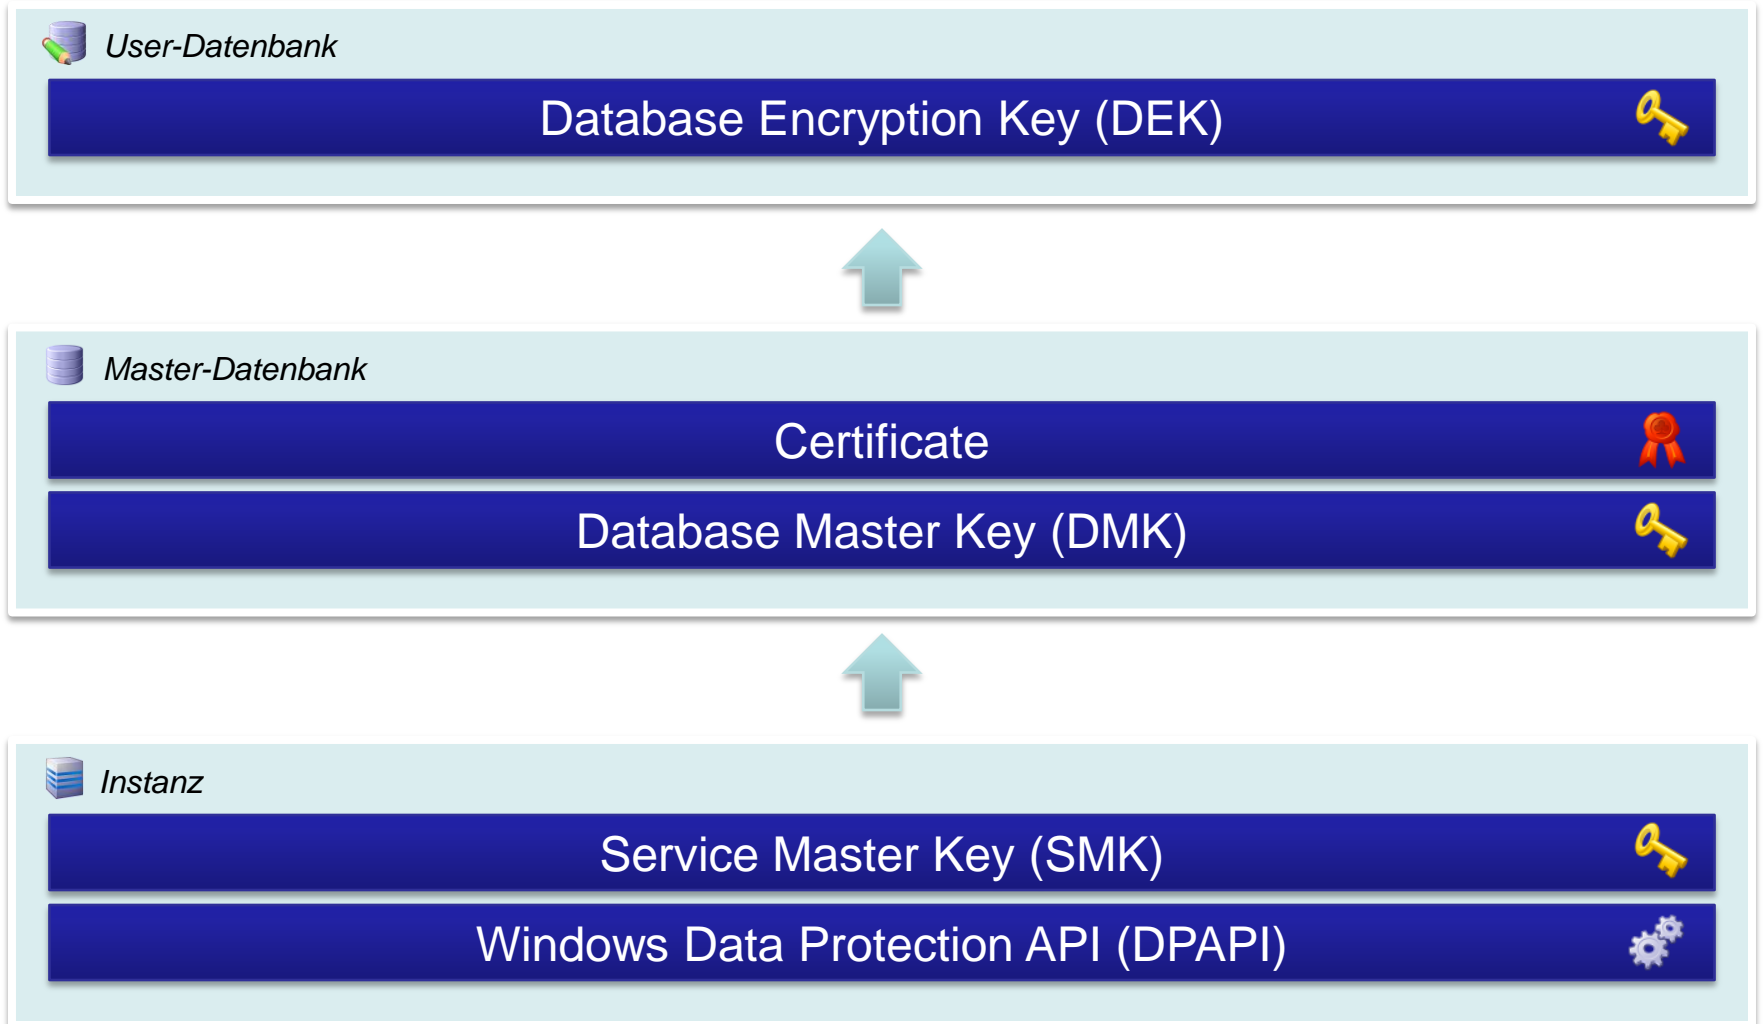 User-Datenbank
Database Encryption Key (DEK)
Master-Datenbank
Certificate
Database Master Key (DMK)
Instanz
Service Master Key (SMK)
Windows Data Protection API (DPAPI)